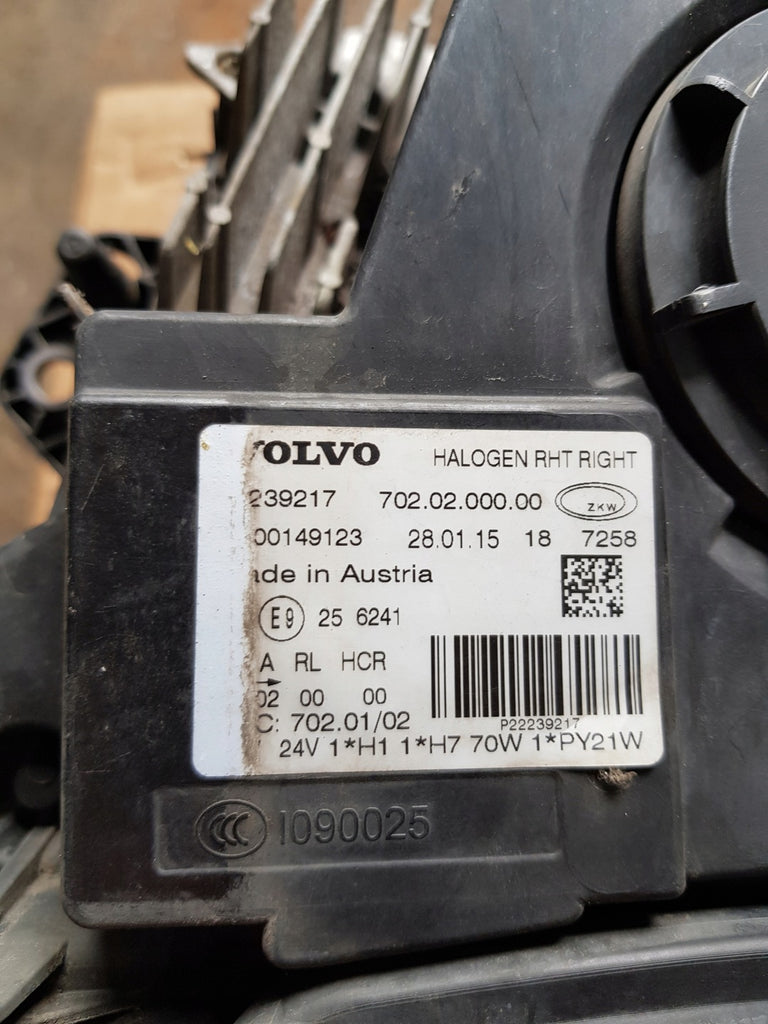 VOLVO HALOGEN RHT RIGHT
239217 702.02.000.00 ZKW
00149123 28.01.15 18 7258
ade in Austria
E9 25 6241
A RL HCR
02 00 00
C: 702.01/02
P22239217
24V 1*H1 1*H7 70W 1*PY21W
CCC I090025